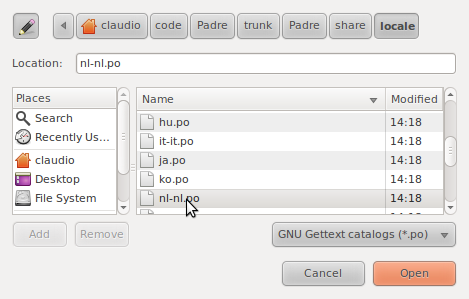 claudio code Padre trunk Padre share locale
Location: nl-nl.po
Places Name Modified
Search hu.po 14:18
Recently Us... it-it.po 14:18
ja.po 14:18
claudio ko.po 14:18
Desktop nl-nl.po 14:18
File System
Add Remove GNU Gettext catalogs (*.po)
Cancel Open